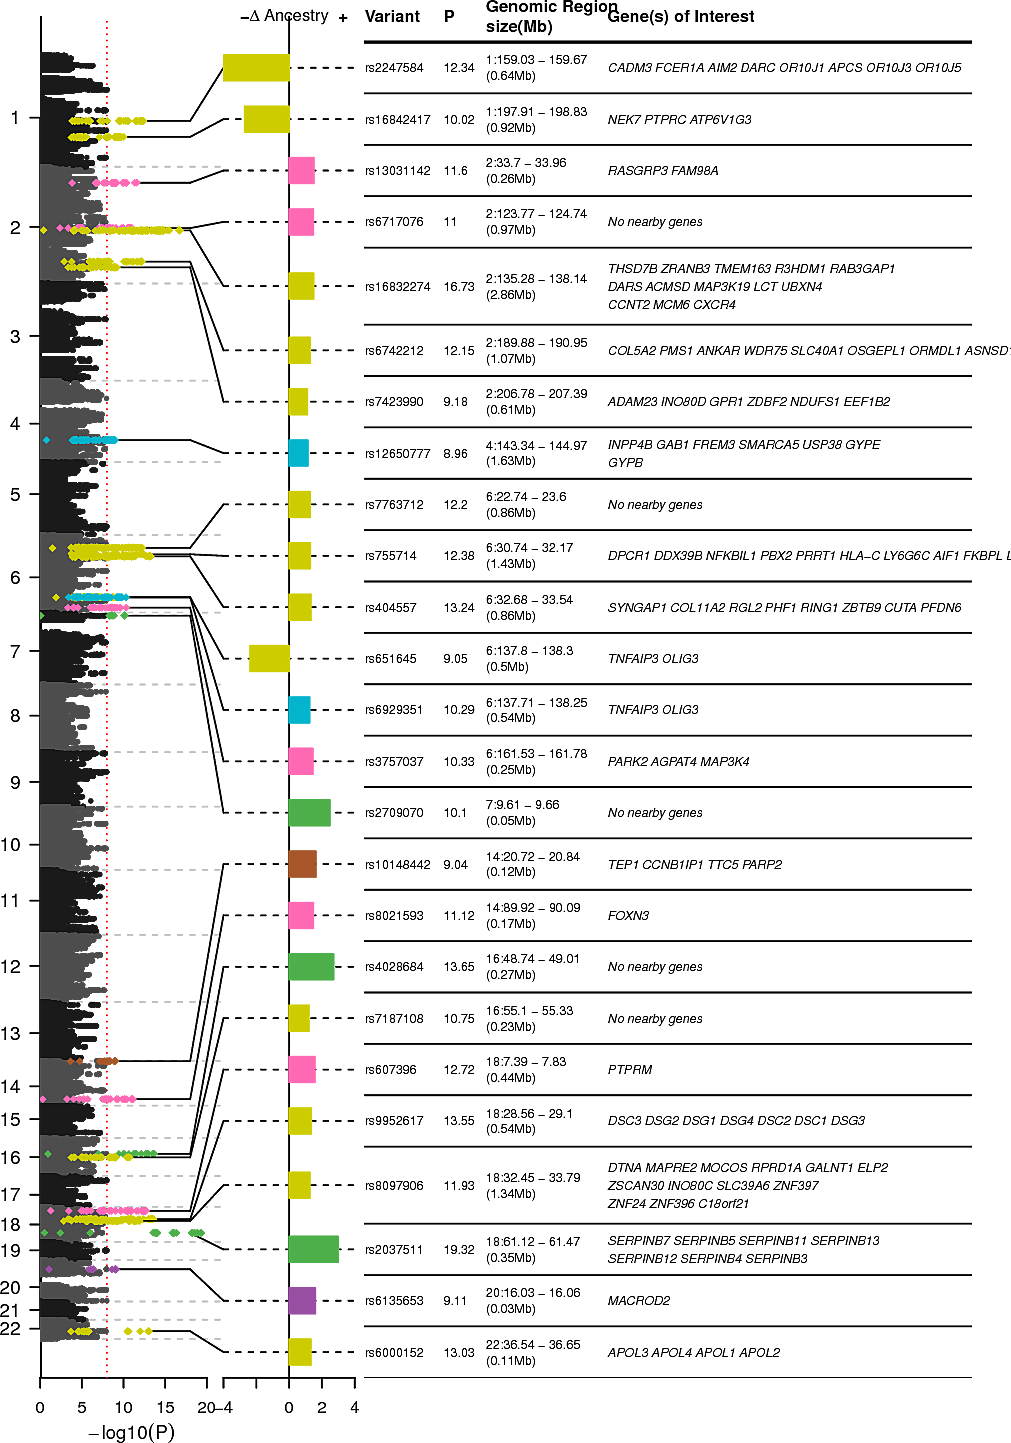 −Δ Ancestry +
Variant P Genomic Region size(Mb) Gene(s) of Interest
rs2247584 12.34 1:159.03 − 159.67 (0.64Mb) CADM3 FCER1A AIM2 DARC OR10J1 APCS OR10J3 OR10J5
rs16842417 10.02 1:197.91 − 198.83 (0.92Mb) NEK7 PTPRC ATP6V1G3
rs13031142 11.6 2:33.7 − 33.96 (0.26Mb) RASGRP3 FAM98A
rs6717076 11 2:123.77 − 124.74 (0.97Mb) No nearby genes
rs16832274 16.73 2:135.28 − 138.14 (2.86Mb) THSD7B ZRANB3 TMEM163 R3HDM1 RAB3GAP1
DARS ACMSD MAP3K19 LCT UBXN4
CCNT2 MCM6 CXCR4
rs6742212 12.15 2:189.88 − 190.95 (1.07Mb) COL5A2 PMS1 ANKAR WDR75 SLC40A1 OSGEPL1 ORMDL1 ASNSD1
rs7423990 9.18 2:206.78 − 207.39 (0.61Mb) ADAM23 INO80D GPR1 ZDBF2 NDUFS1 EEF1B2
rs12650777 8.96 4:143.34 − 144.97 (1.63Mb) INPP4B GAB1 FREM3 SMARCA5 USP38 GYPE
GYPB
rs7763712 12.2 6:22.74 − 23.6 (0.86Mb) No nearby genes
rs755714 12.38 6:30.74 − 32.17 (1.43Mb) DPCR1 DDX39B NFKBIL1 PBX2 PRRT1 HLA−C LY6G6C AIF1 FKBPL L
rs404557 13.24 6:32.68 − 33.54 (0.86Mb) SYNGAP1 COL11A2 RGL2 PHF1 RING1 ZBTB9 CUTA PFDN6
rs651645 9.05 6:137.8 − 138.3 (0.5Mb) TNFAIP3 OLIG3
rs6929351 10.29 6:137.71 − 138.25 (0.54Mb) TNFAIP3 OLIG3
rs3757037 10.33 6:161.53 − 161.78 (0.25Mb) PARK2 AGPAT4 MAP3K4
rs2709070 10.1 7:9.61 − 9.66 (0.05Mb) No nearby genes
rs10148442 9.04 14:20.72 − 20.84 (0.12Mb) TEP1 CCNB1IP1 TTC5 PARP2
rs8021593 11.12 14:89.92 − 90.09 (0.17Mb) FOXN3
rs4028684 13.65 16:48.74 − 49.01 (0.27Mb) No nearby genes
rs7187108 10.75 16:55.1 − 55.33 (0.23Mb) No nearby genes
rs607396 12.72 18:7.39 − 7.83 (0.44Mb) PTPRM
rs9952617 13.55 18:28.56 − 29.1 (0.54Mb) DSC3 DSG2 DSG1 DSG4 DSC2 DSC1 DSG3
rs8097906 11.93 18:32.45 − 33.79 (1.34Mb) DTNA MAPRE2 MOCOS RPRD1A GALNT1 ELP2
ZSCAN30 INO80C SLC39A6 ZNF397
ZNF24 ZNF396 C18orf21
rs2037511 19.32 18:61.12 − 61.47 (0.35Mb) SERPINB7 SERPINB5 SERPINB11 SERPINB13
SERPINB12 SERPINB4 SERPINB3
rs6135653 9.11 20:16.03 − 16.06 (0.03Mb) MACROD2
rs6000152 13.03 22:36.54 − 36.65 (0.11Mb) APOL3 APOL4 APOL1 APOL2
1
2
3
4
5
6
7
8
9
10
11
12
13
14
15
16
17
18
19
20
21
22
0 5 10 15 20
−4 0 2 4
−log10(P)